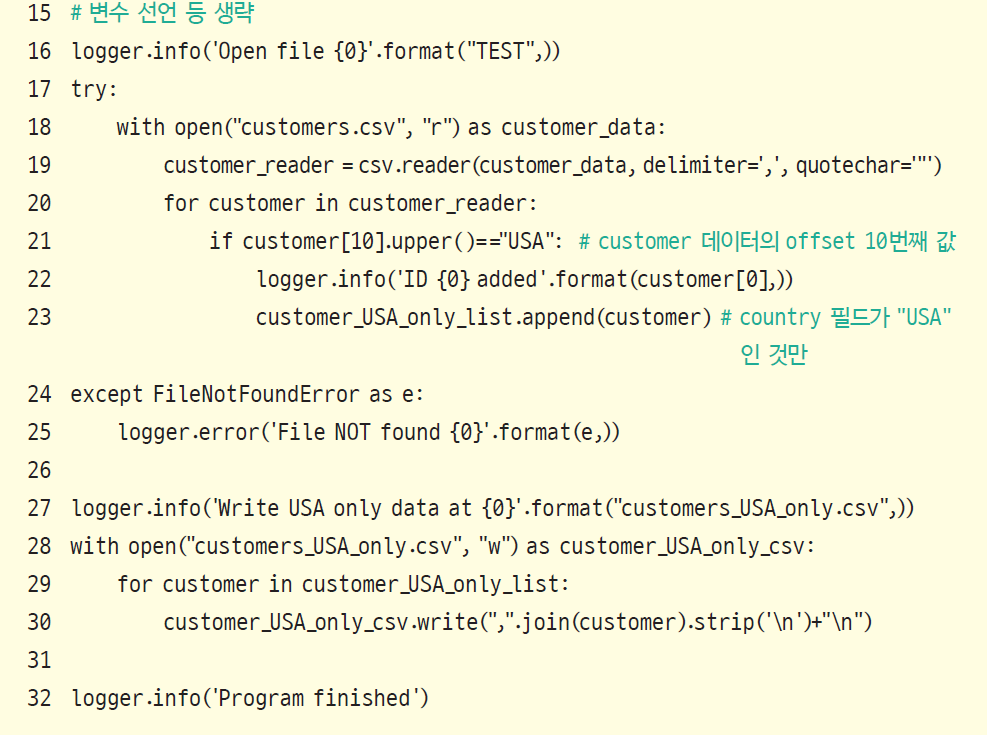 15 # 변수 선언 등 생략
16 logger.info('Open file {0}'.format("TEST",))
17 try:
18     with open("customers.csv", "r") as customer_data:
19         customer_reader = csv.reader(customer_data, delimiter=',', quotechar='"')
20         for customer in customer_reader:
21             if customer[10].upper()=="USA": # customer 데이터의 offset 10번째 값
22                 logger.info('ID {0} added'.format(customer[0],))
23                 customer_USA_only_list.append(customer) # country 필드가 "USA"
인 것만
24 except FileNotFoundError as e:
25     logger.error('File NOT found {0}'.format(e,))
26
27 logger.info('Write USA only data at {0}'.format("customers_USA_only.csv",))
28 with open("customers_USA_only.csv", "w") as customer_USA_only_csv:
29     for customer in customer_USA_only_list:
30         customer_USA_only_csv.write(",".join(customer).strip('\n')+"\n")
31
32 logger.info('Program finished')